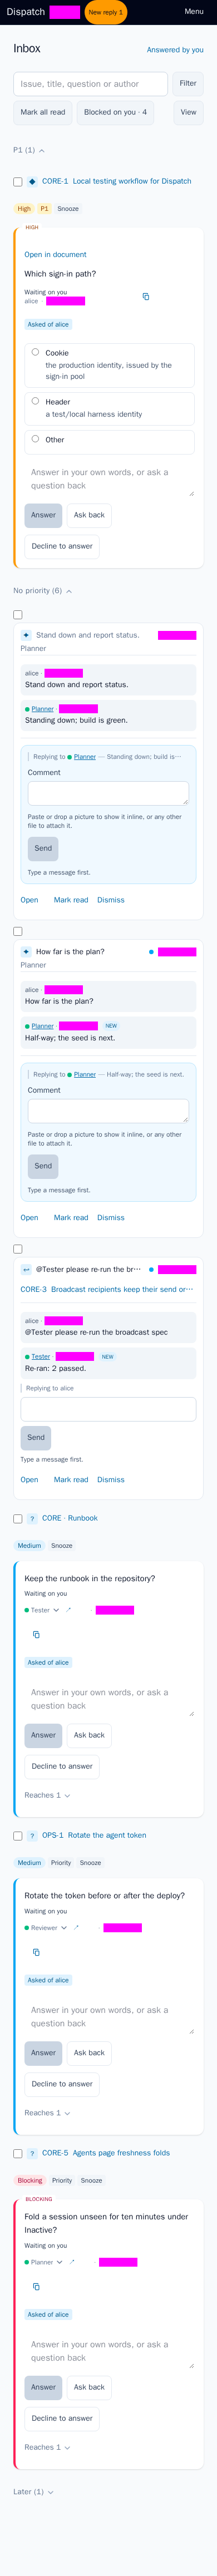 Dispatch
New reply 1
Menu
Inbox
Answered by you
Issue, title, question or author
Filter
Mark all read
Blocked on you · 4
View
P1 (1)
CORE-1 Local testing workflow for Dispatch
High P1 Snooze
HIGH
Open in document
Which sign-in path?
Waiting on you
alice ·
Asked of alice
Cookie
the production identity, issued by the
sign-in pool
Header
a test/local harness identity
Other
Answer in your own words, or ask a
question back
Answer
Ask back
Decline to answer
No priority (6)
Stand down and report status.
Planner
alice ·
Stand down and report status.
Planner ·
Standing down; build is green.
Replying to Planner — Standing down; build is…
Comment
Paste or drop a picture to show it inline, or any other
file to attach it.
Send
Type a message first.
Open Mark read Dismiss
How far is the plan?
Planner
alice ·
How far is the plan?
Planner · NEW
Half-way; the seed is next.
Replying to Planner — Half-way; the seed is next.
Comment
Paste or drop a picture to show it inline, or any other
file to attach it.
Send
Type a message first.
Open Mark read Dismiss
@Tester please re-run the br…
CORE-3 Broadcast recipients keep their send or…
alice ·
@Tester please re-run the broadcast spec
Tester · NEW
Re-ran: 2 passed.
Replying to alice
Send
Type a message first.
Open Mark read Dismiss
? CORE · Runbook
Medium Snooze
Keep the runbook in the repository?
Waiting on you
Tester
Asked of alice
Answer in your own words, or ask a
question back
Answer
Ask back
Decline to answer
Reaches 1
? OPS-1 Rotate the agent token
Medium Priority Snooze
Rotate the token before or after the deploy?
Waiting on you
Reviewer ·
Asked of alice
Answer in your own words, or ask a
question back
Answer
Ask back
Decline to answer
Reaches 1
? CORE-5 Agents page freshness folds
Blocking Priority Snooze
BLOCKING
Fold a session unseen for ten minutes under
Inactive?
Waiting on you
Planner ·
Asked of alice
Answer in your own words, or ask a
question back
Answer
Ask back
Decline to answer
Reaches 1
Later (1)